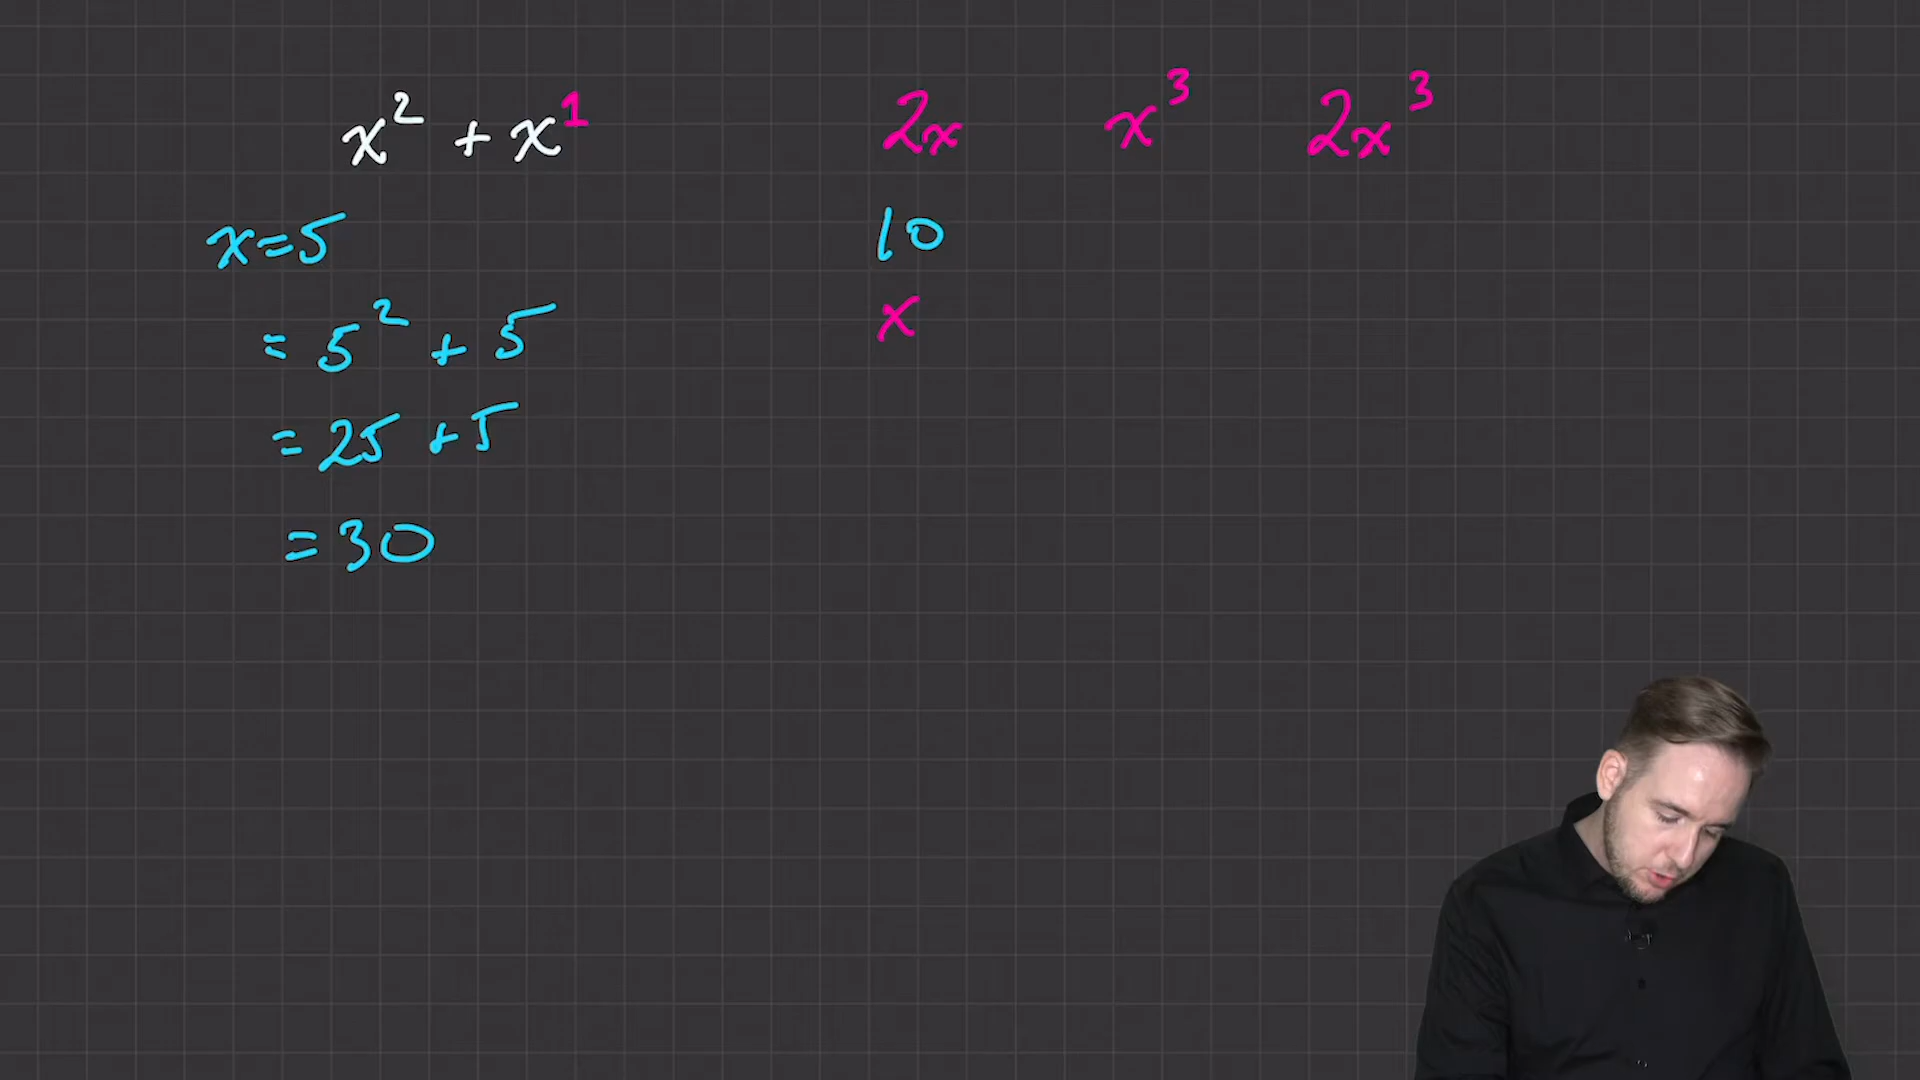 x² + x¹
x=5
= 5² + 5
= 25 + 5
= 30
2x x³ 2x³
10
x